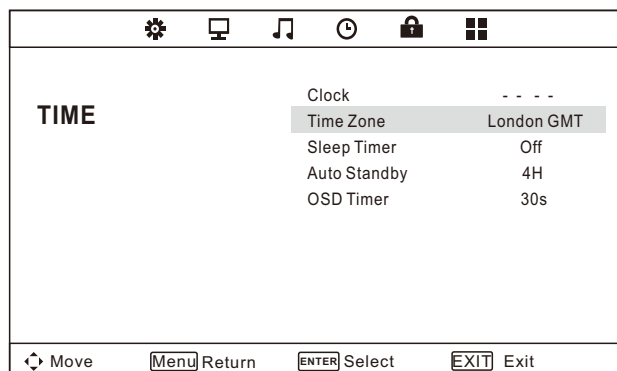 TIME
Clock - - - -
Time Zone London GMT
Sleep Timer Off
Auto Standby 4H
OSD Timer 30s
Move Menu Return ENTER Select EXIT Exit